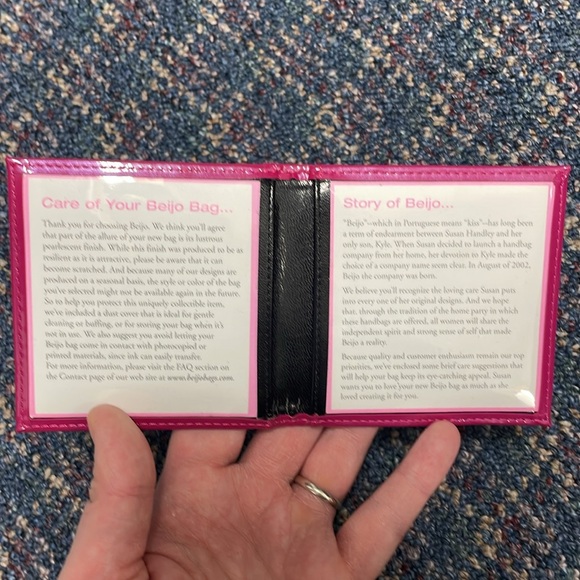 Care of Your Beijo Bag...
Thank you for choosing Beijo. We think you'll agree
that part of the allure of your new bag is its lustrous
pearlescent finish. While this finish was produced to be as
resilient as it is attractive, please be aware that it can
become scratched. And because many of our designs are
produced on a seasonal basis, the style or color of the bag
you've selected might not be available again in the future.
So to help you protect this uniquely collectible item,
we've included a dust cover that is ideal for gentle
cleaning or buffing, or for storing your bag when it's
not in use. We also suggest you avoid letting your
Beijo bag come in contact with photocopied or
printed materials, since ink can easily transfer.
For more information, please visit the FAQ section on
the Contact page of our web site at www.beijobags.com.
Story of Beijo...
"Beijo"--which in Portuguese means "kiss"--has long been
a term of endearment between Susan Handley and her
only son, Kyle. When Susan decided to launch a handbag
company from her home, her devotion to Kyle made the
choice of a company name seem clear. In August of 2002,
Beijo the company was born.
We believe you'll recognize the loving care Susan puts
into every one of her original designs. And we hope
that, through the tradition of the home party in which
these handbags are offered, all women will share the
independent spirit and strong sense of self that made
Beijo a reality.
Because quality and customer enthusiasm remain our top
priorities, we've enclosed some brief care suggestions that
will help your bag keep its eye-catching appeal. Susan
wants you to love your new Beijo bag as much as she
loved creating it for you.